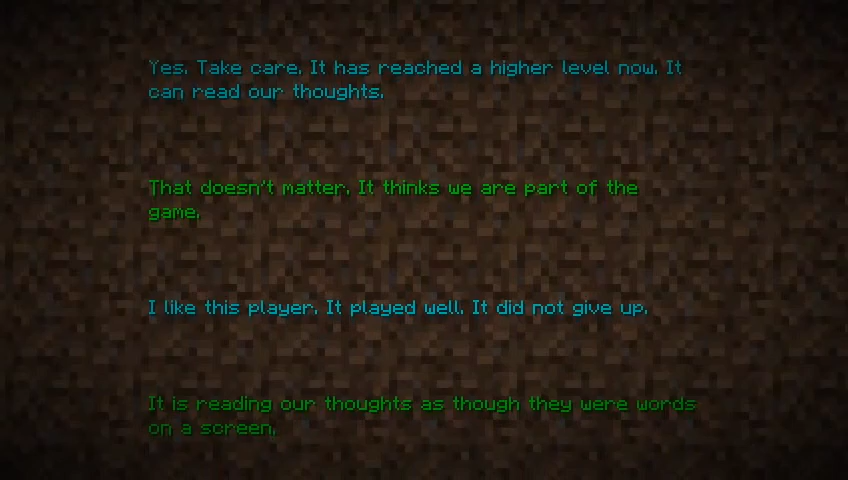 Yes. Take care. It has reached a higher level now. It
can read our thoughts.
That doesn't matter. It thinks we are part of the
game.
I like this player. It played well. It did not give up.
It is reading our thoughts as though they were words
on a screen.